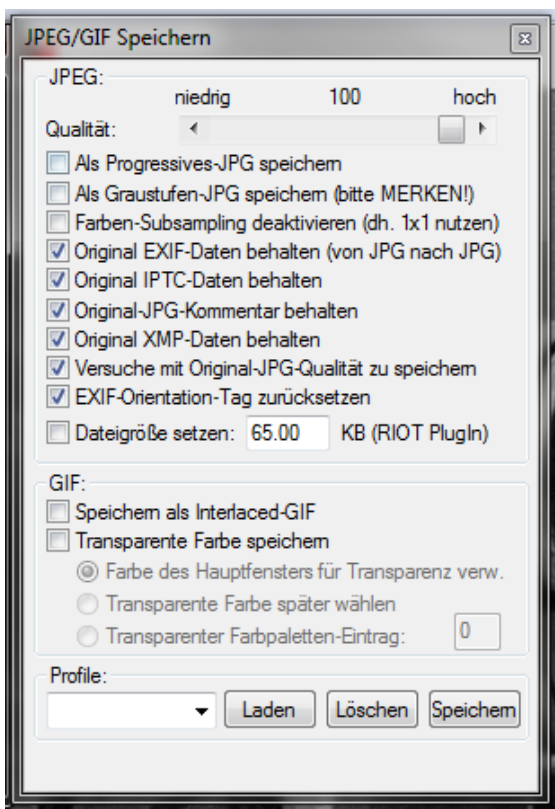 JPEG/GIF Speichern
JPEG:
niedrig 100 hoch
Qualität:
Als Progressives-JPG speichern
Als Graustufen-JPG speichern (bitte MERKEN!)
Farben-Subsampling deaktivieren (dh. 1x1 nutzen)
Original EXIF-Daten behalten (von JPG nach JPG)
Original IPTC-Daten behalten
Original-JPG-Kommentar behalten
Original XMP-Daten behalten
Versuche mit Original-JPG-Qualität zu speichern
EXIF-Orientation-Tag zurücksetzen
Dateigröße setzen: 65.00 KB (RIOT PlugIn)
GIF:
Speichern als Interlaced-GIF
Transparente Farbe speichern
Farbe des Hauptfensters für Transparenz verw.
Transparente Farbe später wählen
Transparenter Farbpaletten-Eintrag: 0
Profile:
Laden Löschen Speichern